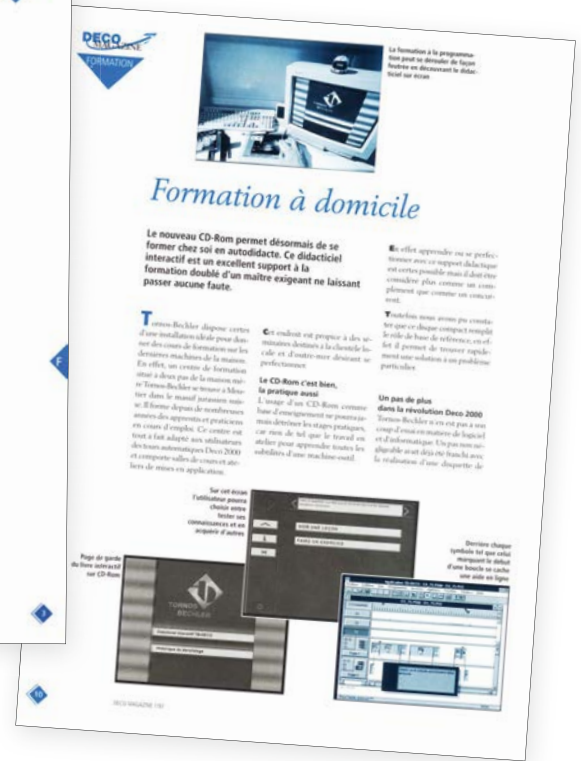 DECO
MAGAZINE
FORMATION
La formation à la programma-
tion peut se dérouler de façon
feutrée en découvrant le didac-
ticiel sur écran
Formation à domicile
Le nouveau CD-Rom permet désormais de se
former chez soi en autodidacte. Ce didacticiel
interactif est un excellent support à la
formation doublé d'un maître exigeant ne laissant
passer aucune faute.
Tornos-Bechler dispose certes
d'une installation idéale pour don-
ner des cours de formation sur les
dernières machines de la maison.
En effet, un centre de formation
situé à deux pas de la maison mè-
re Tornos-Bechler se trouve à Mou-
tier dans le massif jurassien suis-
se. Il forme depuis de nombreuses
années des apprentis et praticiens
en cours d'emploi. Ce centre est
tout à fait adapté aux utilisateurs
des tours automatiques Deco 2000
et comporte salles de cours et ate-
liers de mises en application.
Cet endroit est propice à des sé-
minaires destinés à la clientèle lo-
cale et d'outre-mer désirant se
perfectionner.
Le CD-Rom c'est bien,
la pratique aussi
L'usage d'un CD-Rom comme
base d'enseignement ne pourra ja-
mais détrôner les stages pratiques,
car rien de tel que le travail en
atelier pour apprendre toutes les
subtilités d'une machine-outil.
En effet apprendre ou se perfec-
tionner avec ce support didactique
est certes possible mais il doit être
considéré plus comme un com-
plément que comme un concur-
rent.
Toutefois nous avons pu consta-
ter que ce disque compact remplit
le rôle de base de référence, en ef-
fet il permet de trouver rapide-
ment une solution à un problème
particulier.
Un pas de plus
dans la révolution Deco 2000
Tornos-Bechler n'en est pas à son
coup d'essai en matière de logiciel
et d'informatique. Un pas non né-
gligeable avait déjà été franchi avec
la réalisation d'une disquette de
Sur cet écran
l'utilisateur pourra
choisir entre
tester ses
connaissances et en
acquérir d'autres
VOIR UNE LEÇON
FAIRE UN EXERCICE
Derrière chaque
symbole tel que celui
marquant le début
d'une boucle se cache
une aide en ligne
Page de garde
du livre interactif
sur CD-Rom
TORNOS
BECHLER
F
7
10
DECO-MAGAZINE